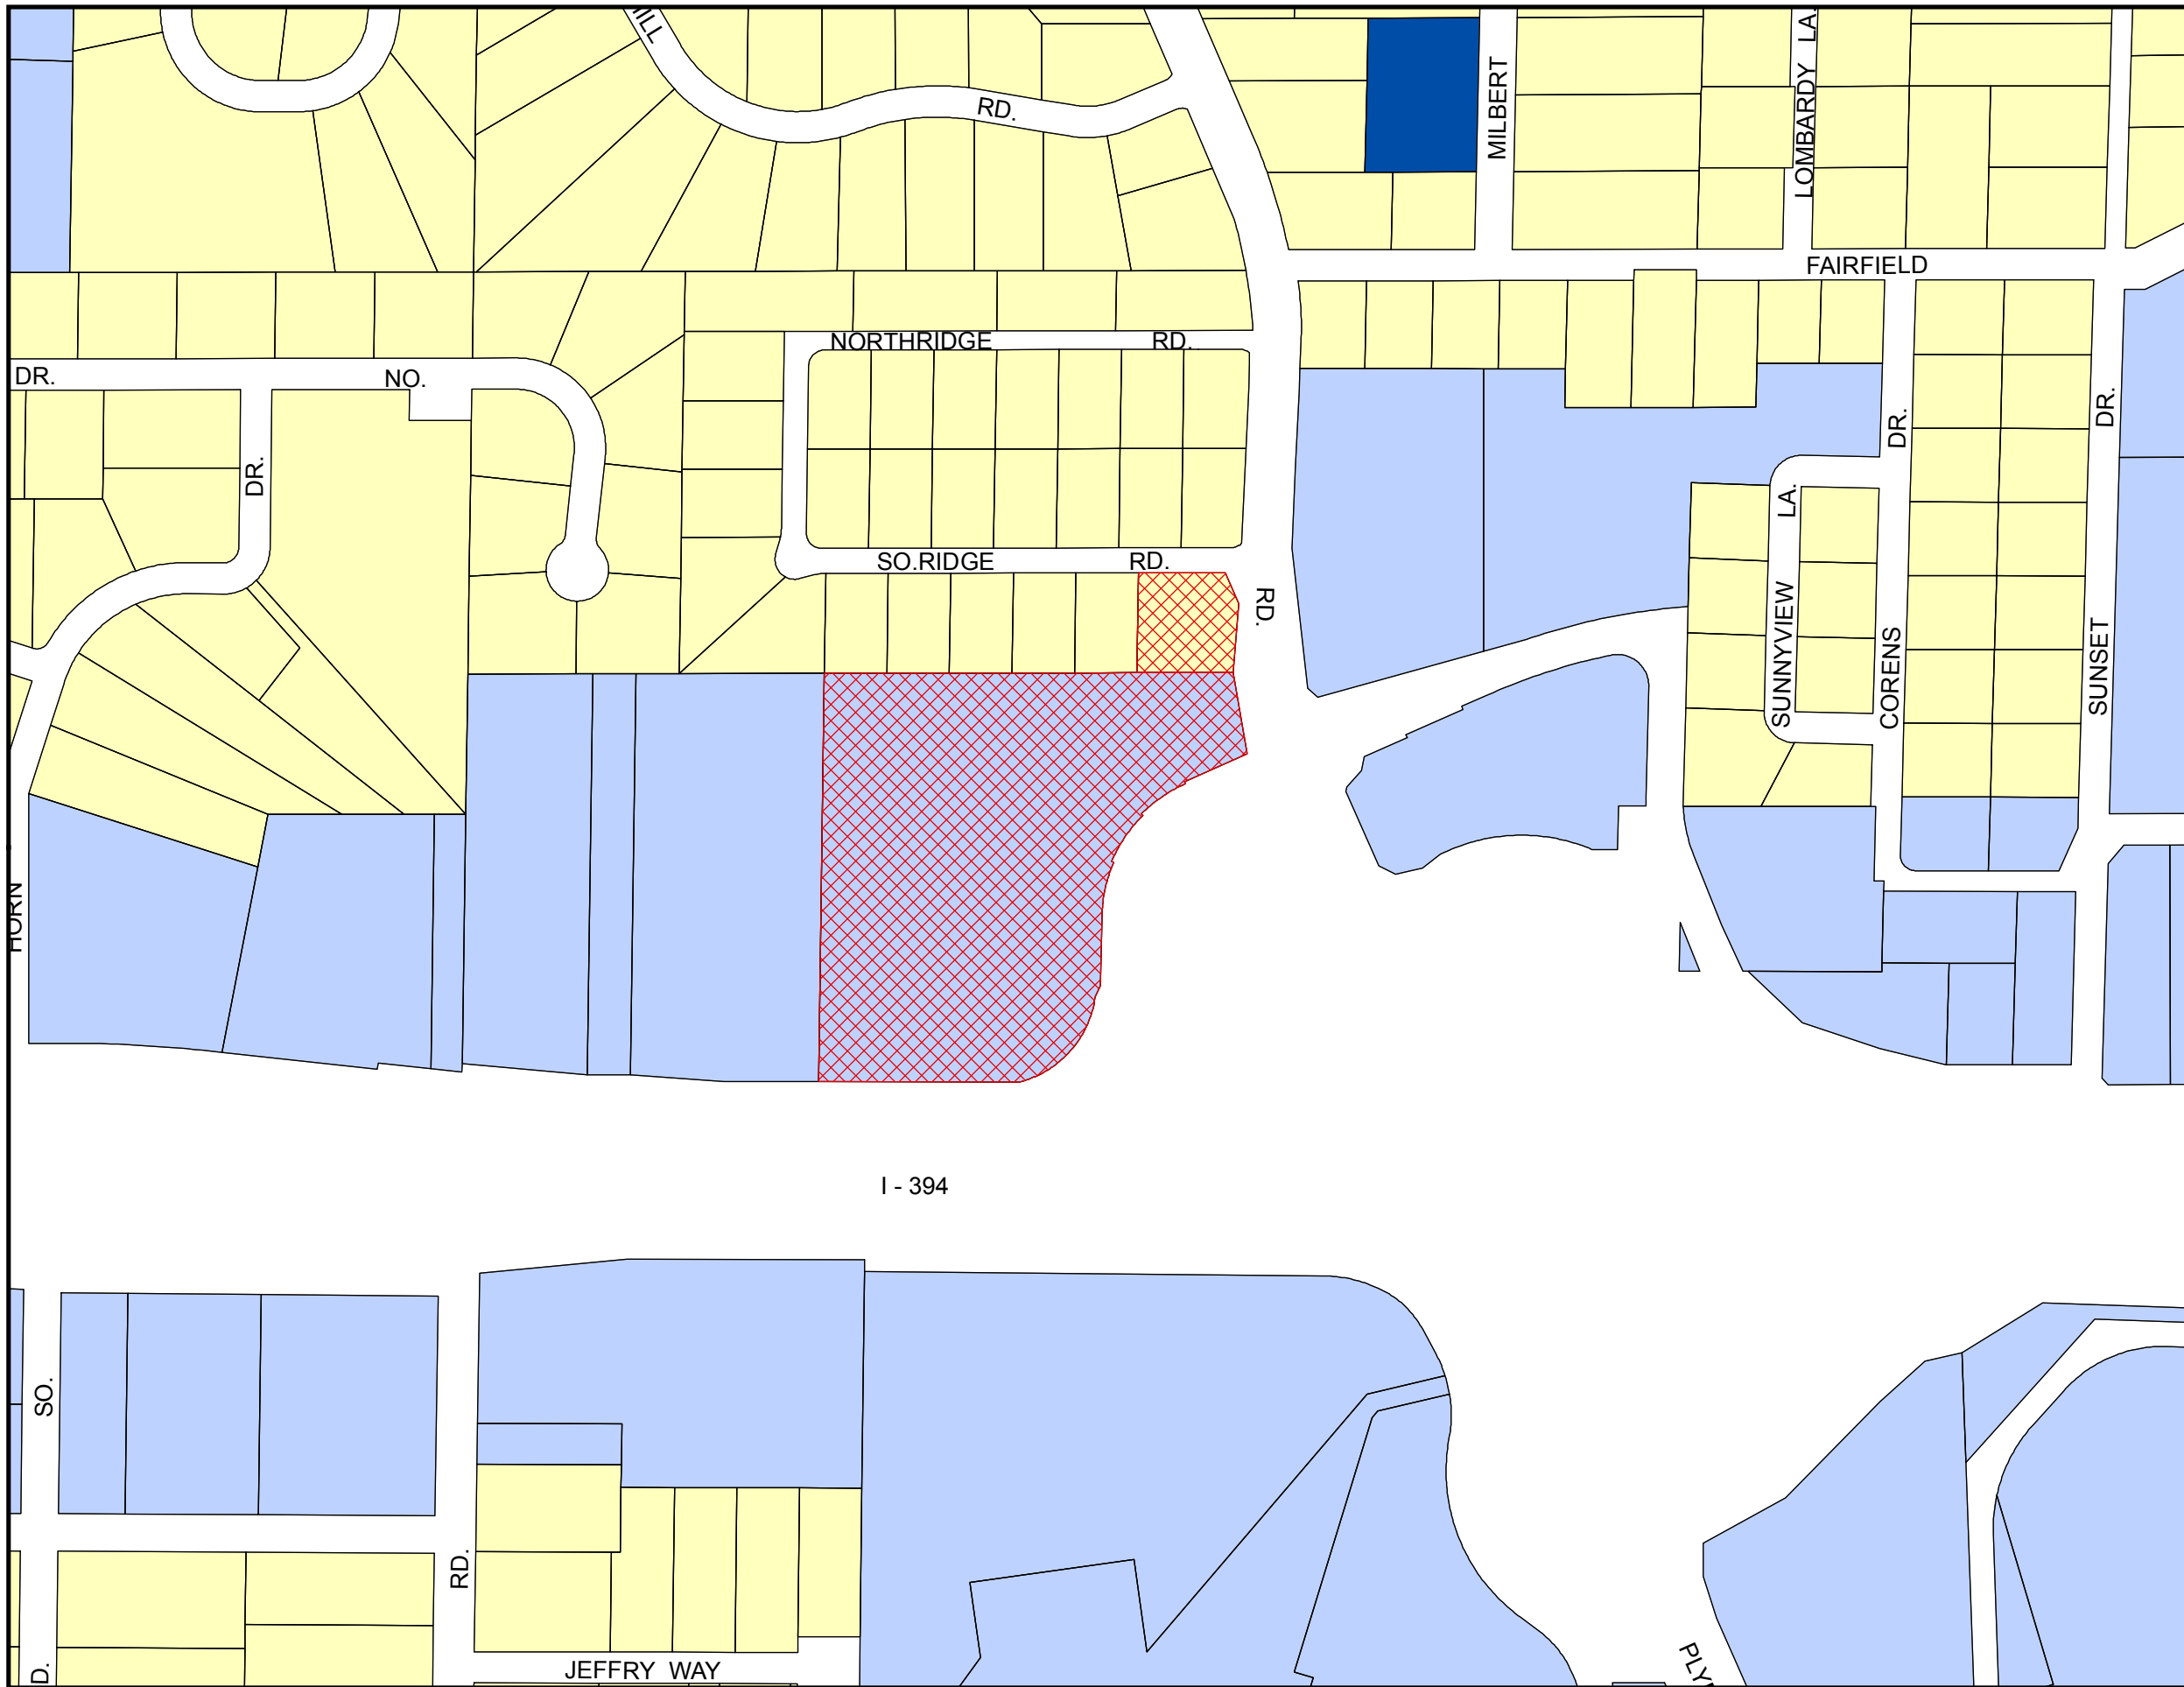 RD.
MILBERT
LOMBARDY LA.
FAIRFIELD
NORTHRIDGE RD.
DR.
NO.
DR.
DR.
DR.
LA.
SO.RIDGE RD.
RD.
SUNNYVIEW
CORENS
SUNSET
HORN
I - 394
SO.
RD.
D.
JEFFRY WAY